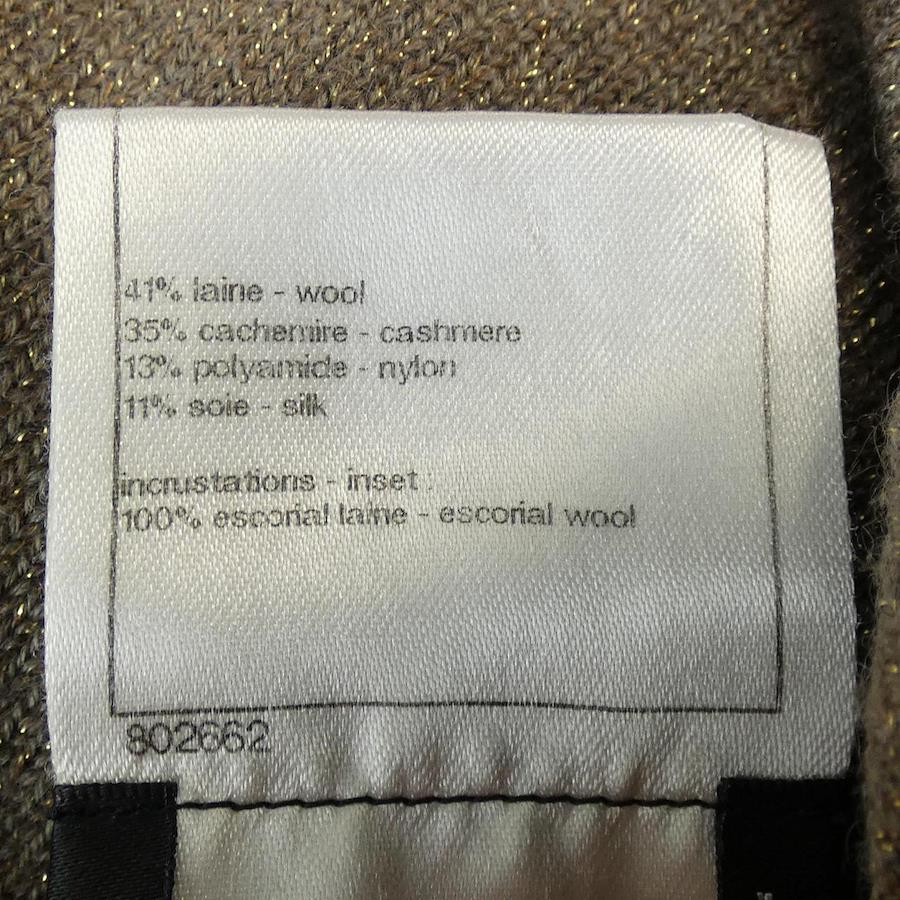 41% laine - wool
35% cachemire - cashmere
13% polyamide - nylon
11% soie - silk
incrustations - inset
100% escorial laine - escorial wool
802662